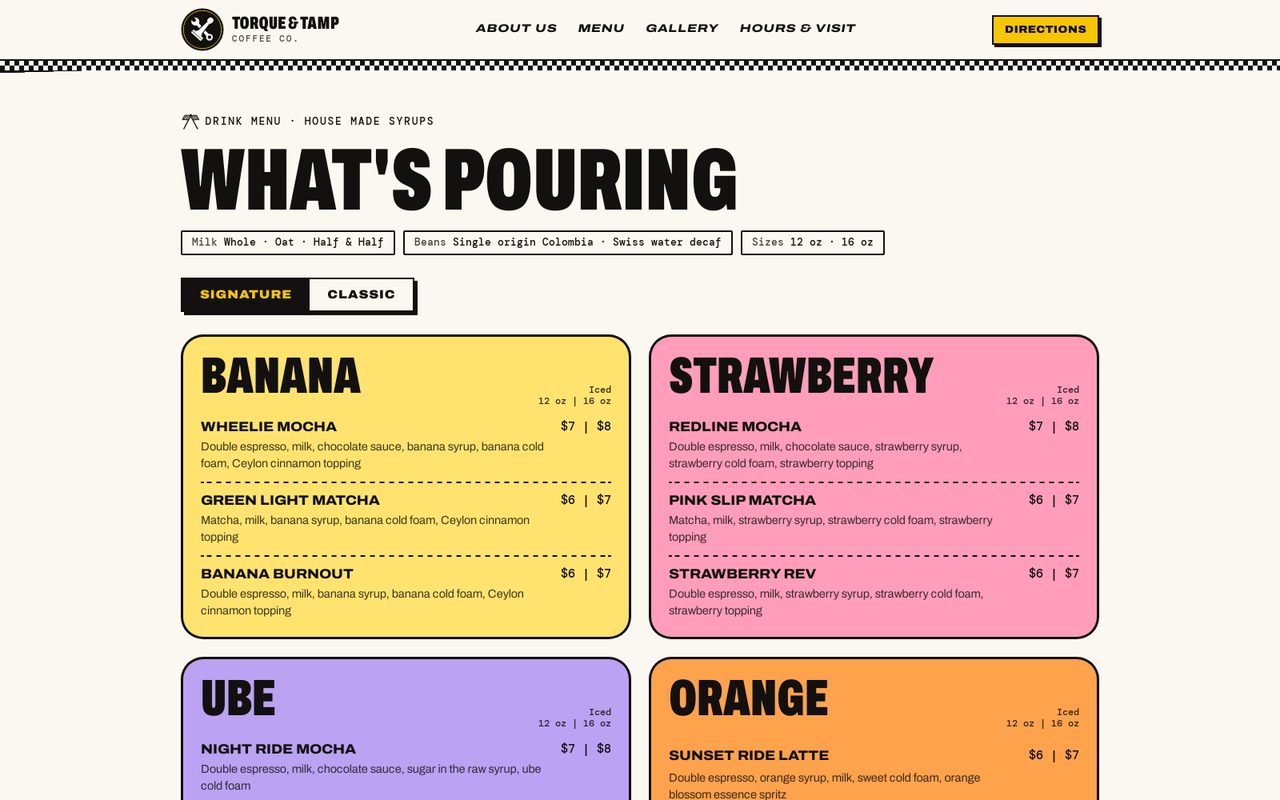 TORQUE & TAMP
COFFEE CO.
ABOUT US
MENU
GALLERY
HOURS & VISIT
DIRECTIONS
DRINK MENU · HOUSE MADE SYRUPS
WHAT'S POURING
Milk Whole · Oat · Half & Half
Beans Single origin Colombia · Swiss water decaf
Sizes 12 oz · 16 oz
SIGNATURE
CLASSIC
BANANA
Iced
12 oz | 16 oz
WHEELIE MOCHA
$7 | $8
Double espresso, milk, chocolate sauce, banana syrup, banana cold
foam, Ceylon cinnamon topping
GREEN LIGHT MATCHA
$6 | $7
Matcha, milk, banana syrup, banana cold foam, Ceylon cinnamon
topping
BANANA BURNOUT
$6 | $7
Double espresso, milk, banana syrup, banana cold foam, Ceylon
cinnamon topping
STRAWBERRY
Iced
12 oz | 16 oz
REDLINE MOCHA
$7 | $8
Double espresso, milk, chocolate sauce, strawberry syrup,
strawberry cold foam, strawberry topping
PINK SLIP MATCHA
$6 | $7
Matcha, milk, strawberry syrup, strawberry cold foam, strawberry
topping
STRAWBERRY REV
$6 | $7
Double espresso, milk, strawberry syrup, strawberry cold foam,
strawberry topping
UBE
Iced
12 oz | 16 oz
NIGHT RIDE MOCHA
$7 | $8
Double espresso, milk, chocolate sauce, sugar in the raw syrup, ube
cold foam
ORANGE
Iced
12 oz | 16 oz
SUNSET RIDE LATTE
$6 | $7
Double espresso, orange syrup, milk, sweet cold foam, orange
blossom essence spritz